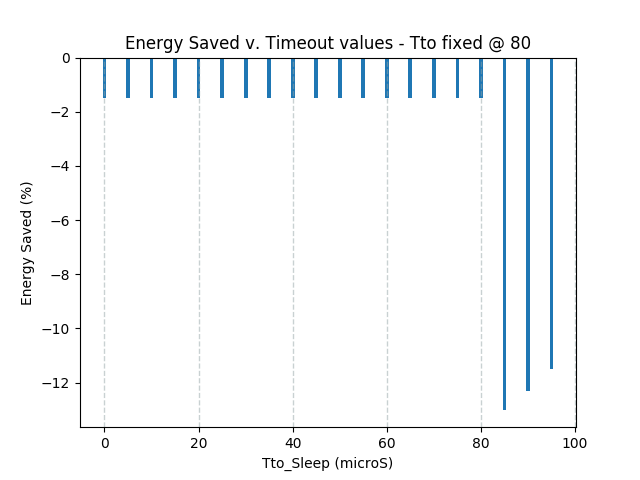 Energy Saved v. Timeout values - Tto fixed @ 80
0
−2
−4
−6
−8
−10
−12
Energy Saved (%)
0 20 40 60 80 100
Tto_Sleep (microS)